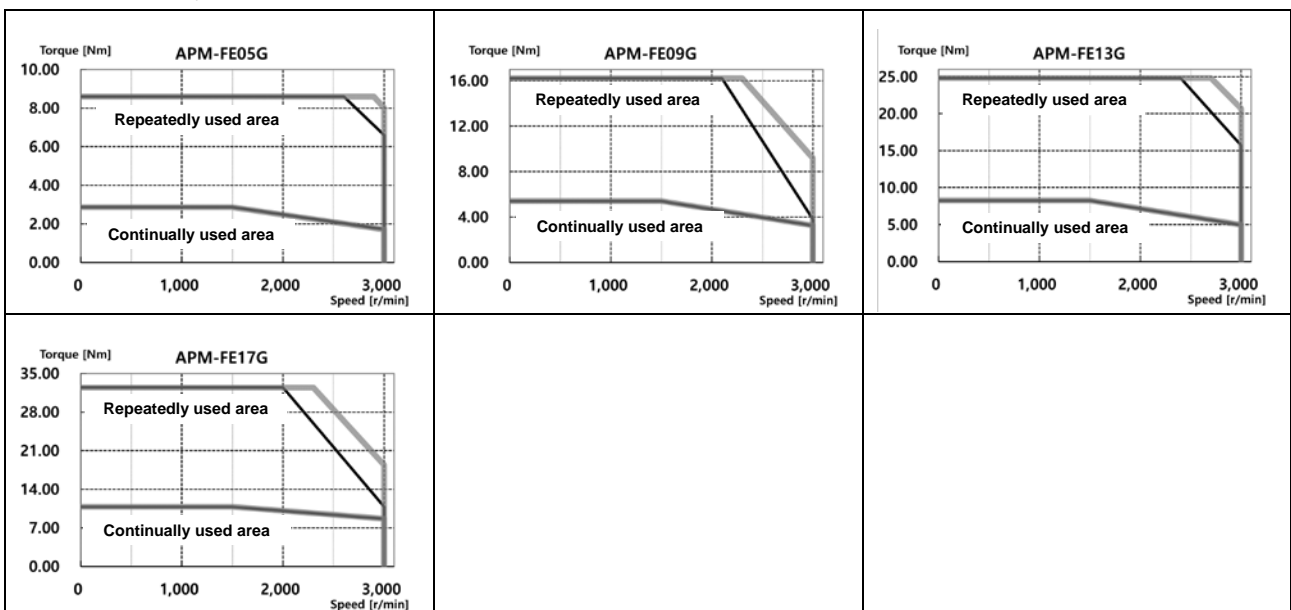 Torque [Nm] APM-FE05G
10.00
8.00
Repeatedly used area
6.00
4.00
2.00
Continually used area
0.00
0 1,000 2,000 3,000
Speed [r/min]
Torque [Nm] APM-FE09G
16.00
Repeatedly used area
12.00
8.00
4.00
Continually used area
0.00
0 1,000 2,000 3,000
Speed [r/min]
Torque [Nm] APM-FE13G
25.00
Repeatedly used area
20.00
15.00
10.00
5.00
Continually used area
0.00
0 1,000 2,000 3,000
Speed [r/min]
Torque [Nm] APM-FE17G
35.00
28.00
Repeatedly used area
21.00
14.00
7.00
Continually used area
0.00
0 1,000 2,000 3,000
Speed [r/min]